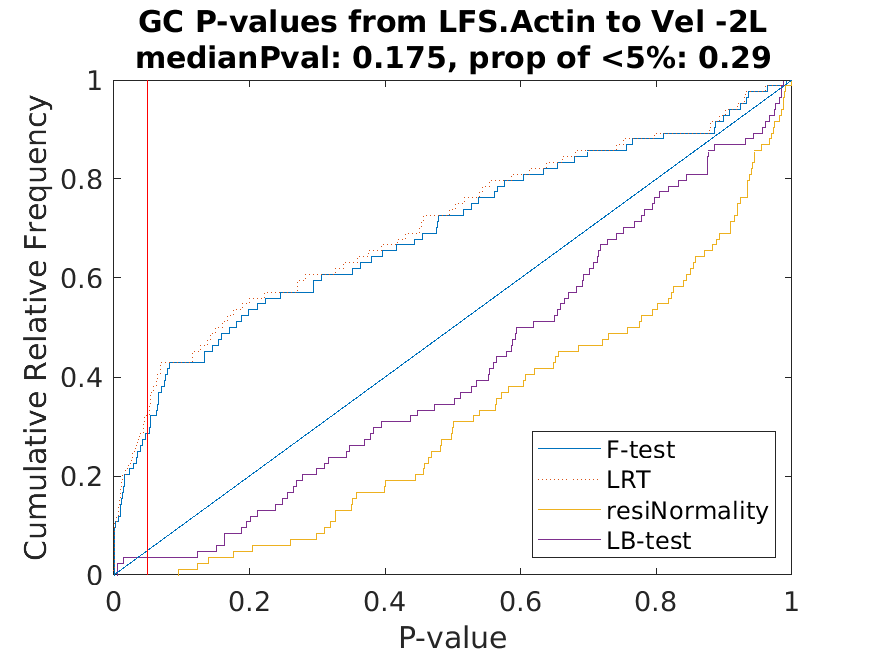 GC P-values from LFS.Actin to Vel -2L
medianPval: 0.175, prop of <5%: 0.29
Cumulative Relative Frequency
1
0.8
0.6
0.4
0.2
0
0
0.2
0.4
0.6
0.8
1
P-value
F-test
LRT
resiNormality
LB-test